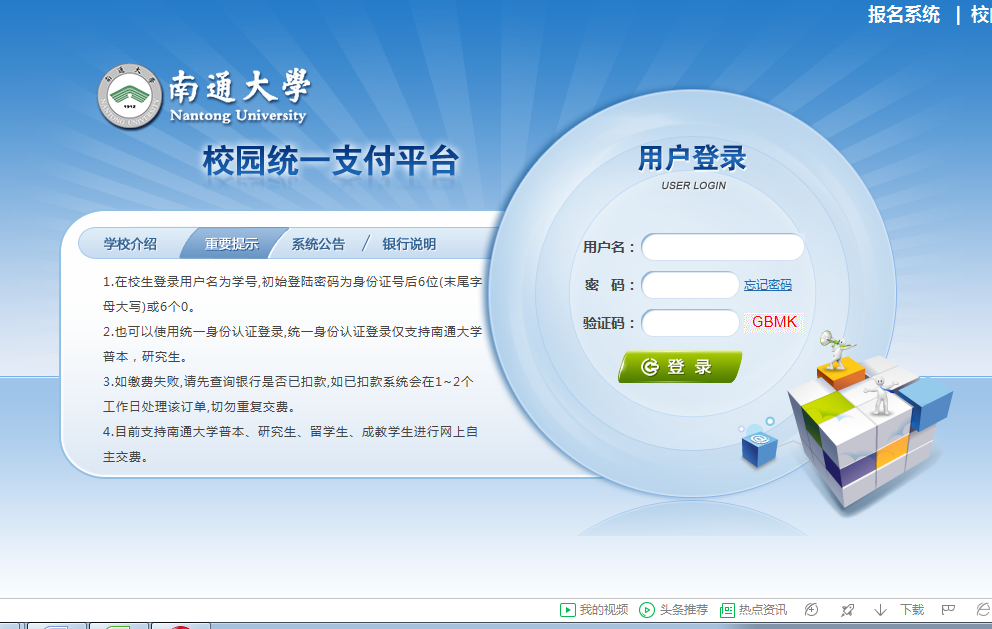 报名系统 | 校
南通大學
Nantong University
校园统一支付平台
用户登录
USER LOGIN
学校介绍 重要提示 系统公告 / 银行说明
1.在校生登录用户名为学号,初始登陆密码为身份证号后6位(末尾字
母大写)或6个0。
2.也可以使用统一身份认证登录,统一身份认证登录仅支持南通大学
普本，研究生。
3.如缴费失败,请先查询银行是否已扣款,如已扣款系统会在1~2个
工作日处理该订单,切勿重复交费。
4.目前支持南通大学普本、研究生、留学生、成教学生进行网上自
主交费。
用户名：
密 码： 忘记密码
验证码： GBMK
登 录
我的视频 头条推荐 热点资讯 下载